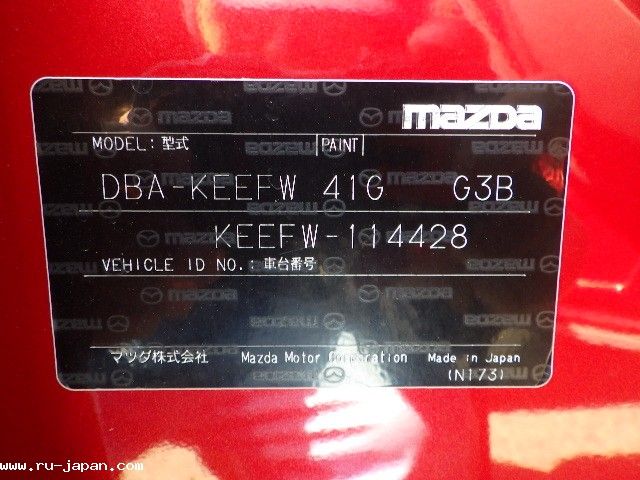 mazda
MODEL: 型式 PAINT
DBA-KEEFW 41G G3B
KEEFW-114428
VEHICLE ID NO.: 車台番号
マツダ株式会社 Mazda Motor Corporation Made in Japan
(N173)
www.ru-japan.com